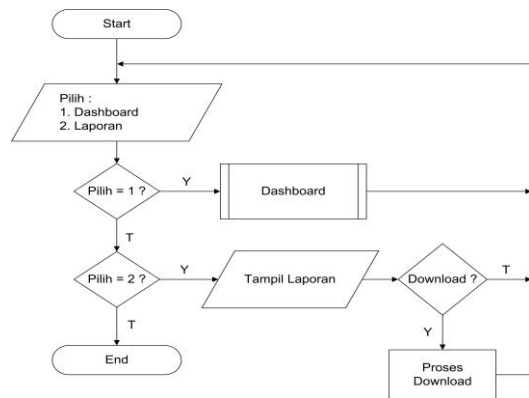 Start
Pilih :
1. Dashboard
2. Laporan
Pilih = 1 ?
Y
Dashboard
T
Pilih = 2 ?
Y
Tampil Laporan
Download ?
T
T
Y
End
Proses
Download